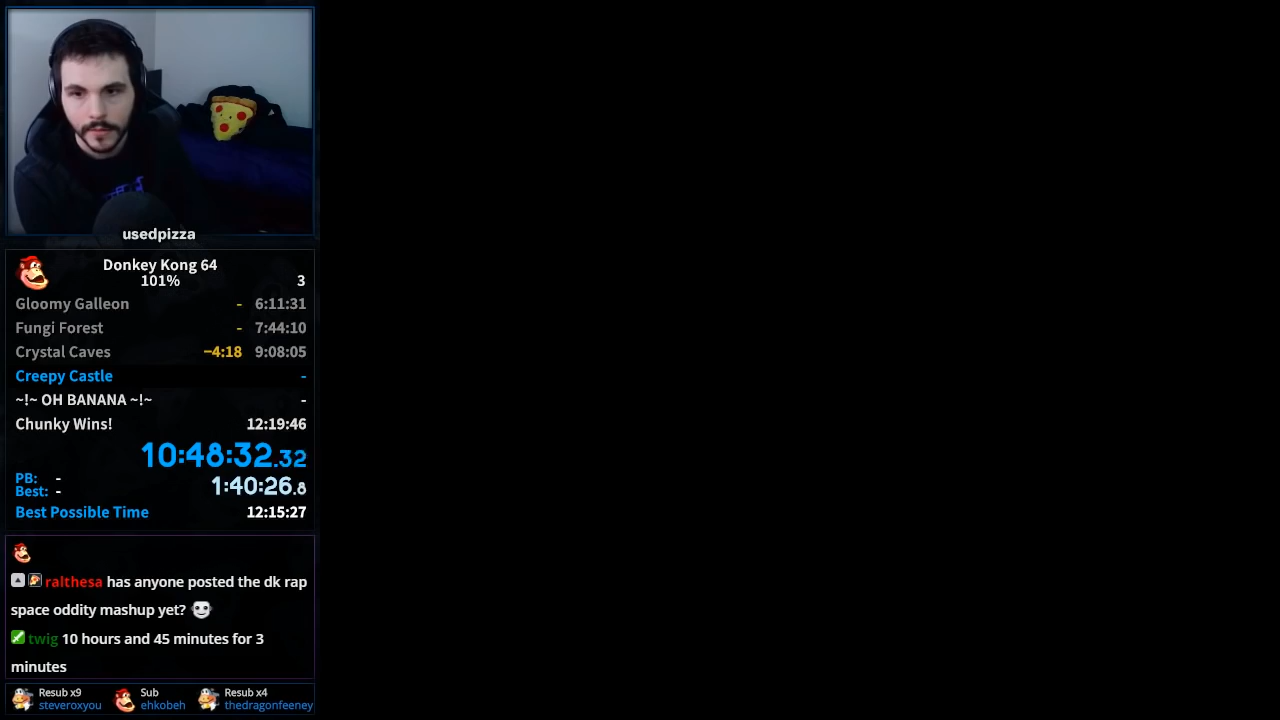 usedpizza
Donkey Kong 64
101% 3
Gloomy Galleon - 6:11:31
Fungi Forest - 7:44:10
Crystal Caves −4:18 9:08:05
Creepy Castle -
~!~ OH BANANA ~!~ -
Chunky Wins! 12:19:46
10:48:32.32
PB: -
Best: - 1:40:26.8
Best Possible Time 12:15:27
ralthesa has anyone posted the dk rap
space oddity mashup yet?
twig 10 hours and 45 minutes for 3
minutes
Resub x9 Sub Resub x4
steveroxyou ehkobeh thedragonfeeney